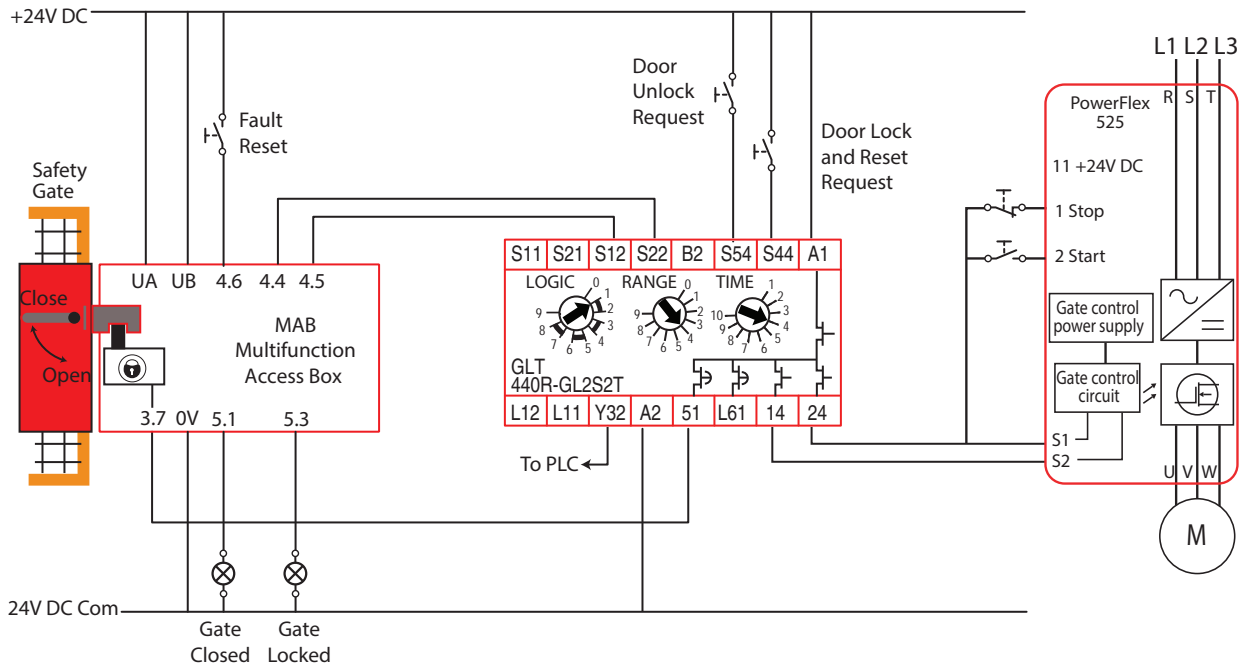 +24V DC
L1 L2 L3
Door
Unlock
Request
R S T
PowerFlex
525
Fault
Reset
Door Lock
and Reset
Request
Safety
Gate
11 +24V DC
1 Stop
2 Start
S11 S21 S12 S22 B2 S54 S44 A1
UA UB 4.6 4.4 4.5
LOGIC
0
1
2
3
4
5
6
7
8
9
RANGE
0
1
2
3
4
5
6
7
8
9
TIME
1
2
3
4
5
6
7
8
9
10
Close
Open
MAB
Multifunction
Access Box
Gate control
power supply
Gate control
circuit
GLT
440R-GL2S2T
L12 L11 Y32 A2 51 L61 14 24
3.7 0V 5.1 5.3
To PLC
S1
S2
U V W
M
24V DC Com
Gate
Closed
Gate
Locked